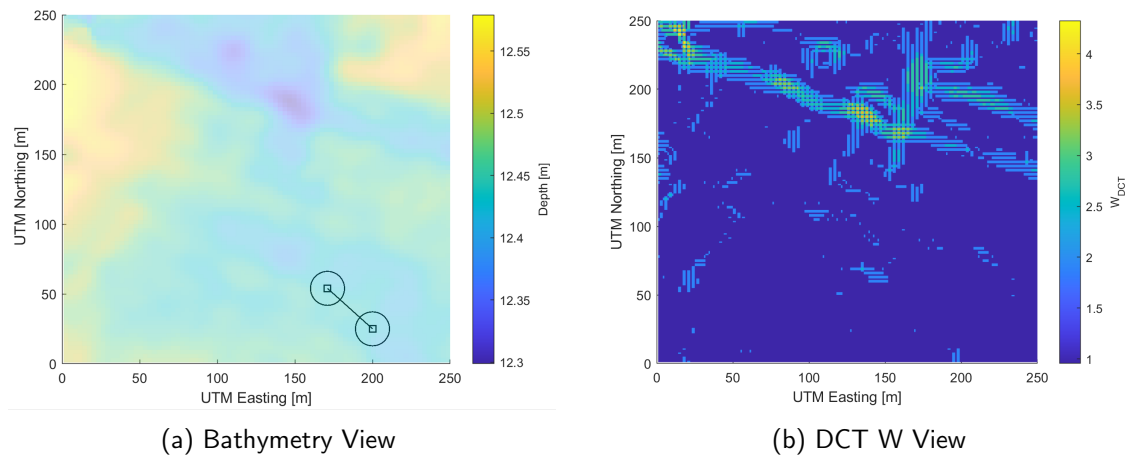 250
200
150
100
50
0
UTM Northing [m]
0 50 100 150 200 250
UTM Easting [m]
12.55
12.5
12.45
12.4
12.35
12.3
Depth [m]
(a) Bathymetry View
250
200
150
100
50
0
UTM Northing [m]
0 50 100 150 200 250
UTM Easting [m]
4
3.5
3
2.5
2
1.5
1
W_DCT
(b) DCT W View